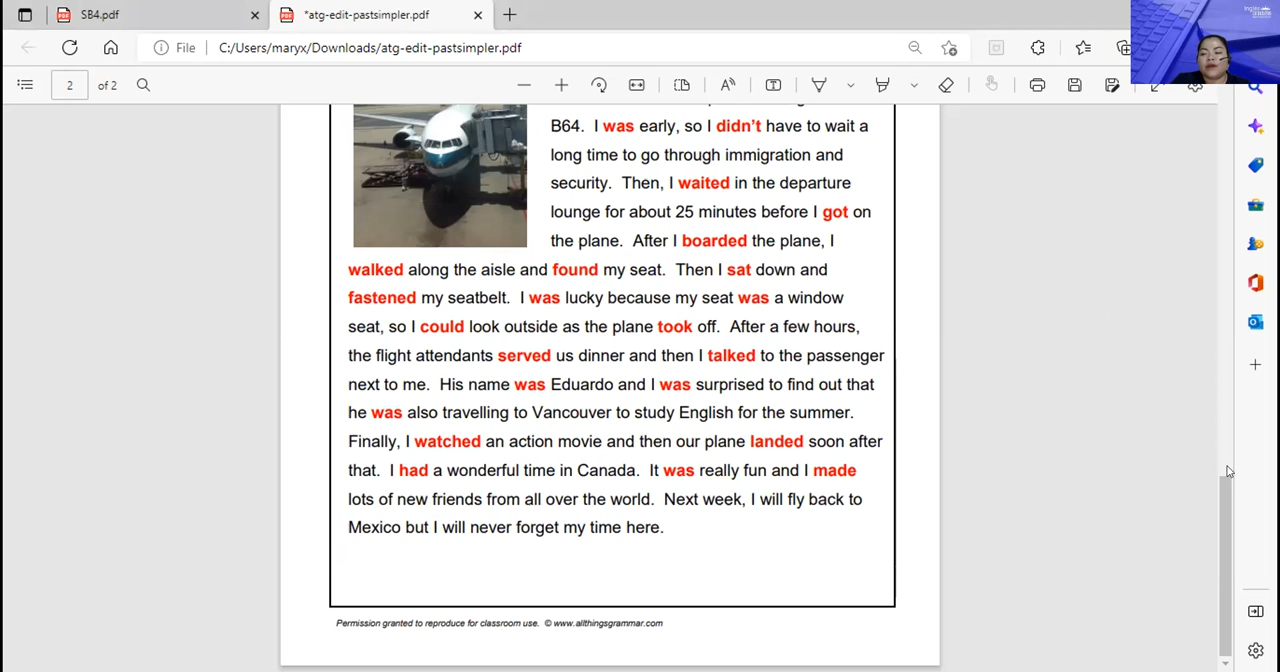 SB4.pdf
*atg-edit-pastsimpler.pdf
File C:/Users/maryx/Downloads/atg-edit-pastsimpler.pdf
2 of 2
B64. I was early, so I didn't have to wait a
long time to go through immigration and
security. Then, I waited in the departure
lounge for about 25 minutes before I got on
the plane. After I boarded the plane, I
walked along the aisle and found my seat. Then I sat down and
fastened my seatbelt. I was lucky because my seat was a window
seat, so I could look outside as the plane took off. After a few hours,
the flight attendants served us dinner and then I talked to the passenger
next to me. His name was Eduardo and I was surprised to find out that
he was also travelling to Vancouver to study English for the summer.
Finally, I watched an action movie and then our plane landed soon after
that. I had a wonderful time in Canada. It was really fun and I made
lots of new friends from all over the world. Next week, I will fly back to
Mexico but I will never forget my time here.
Permission granted to reproduce for classroom use. © www.allthingsgrammar.com